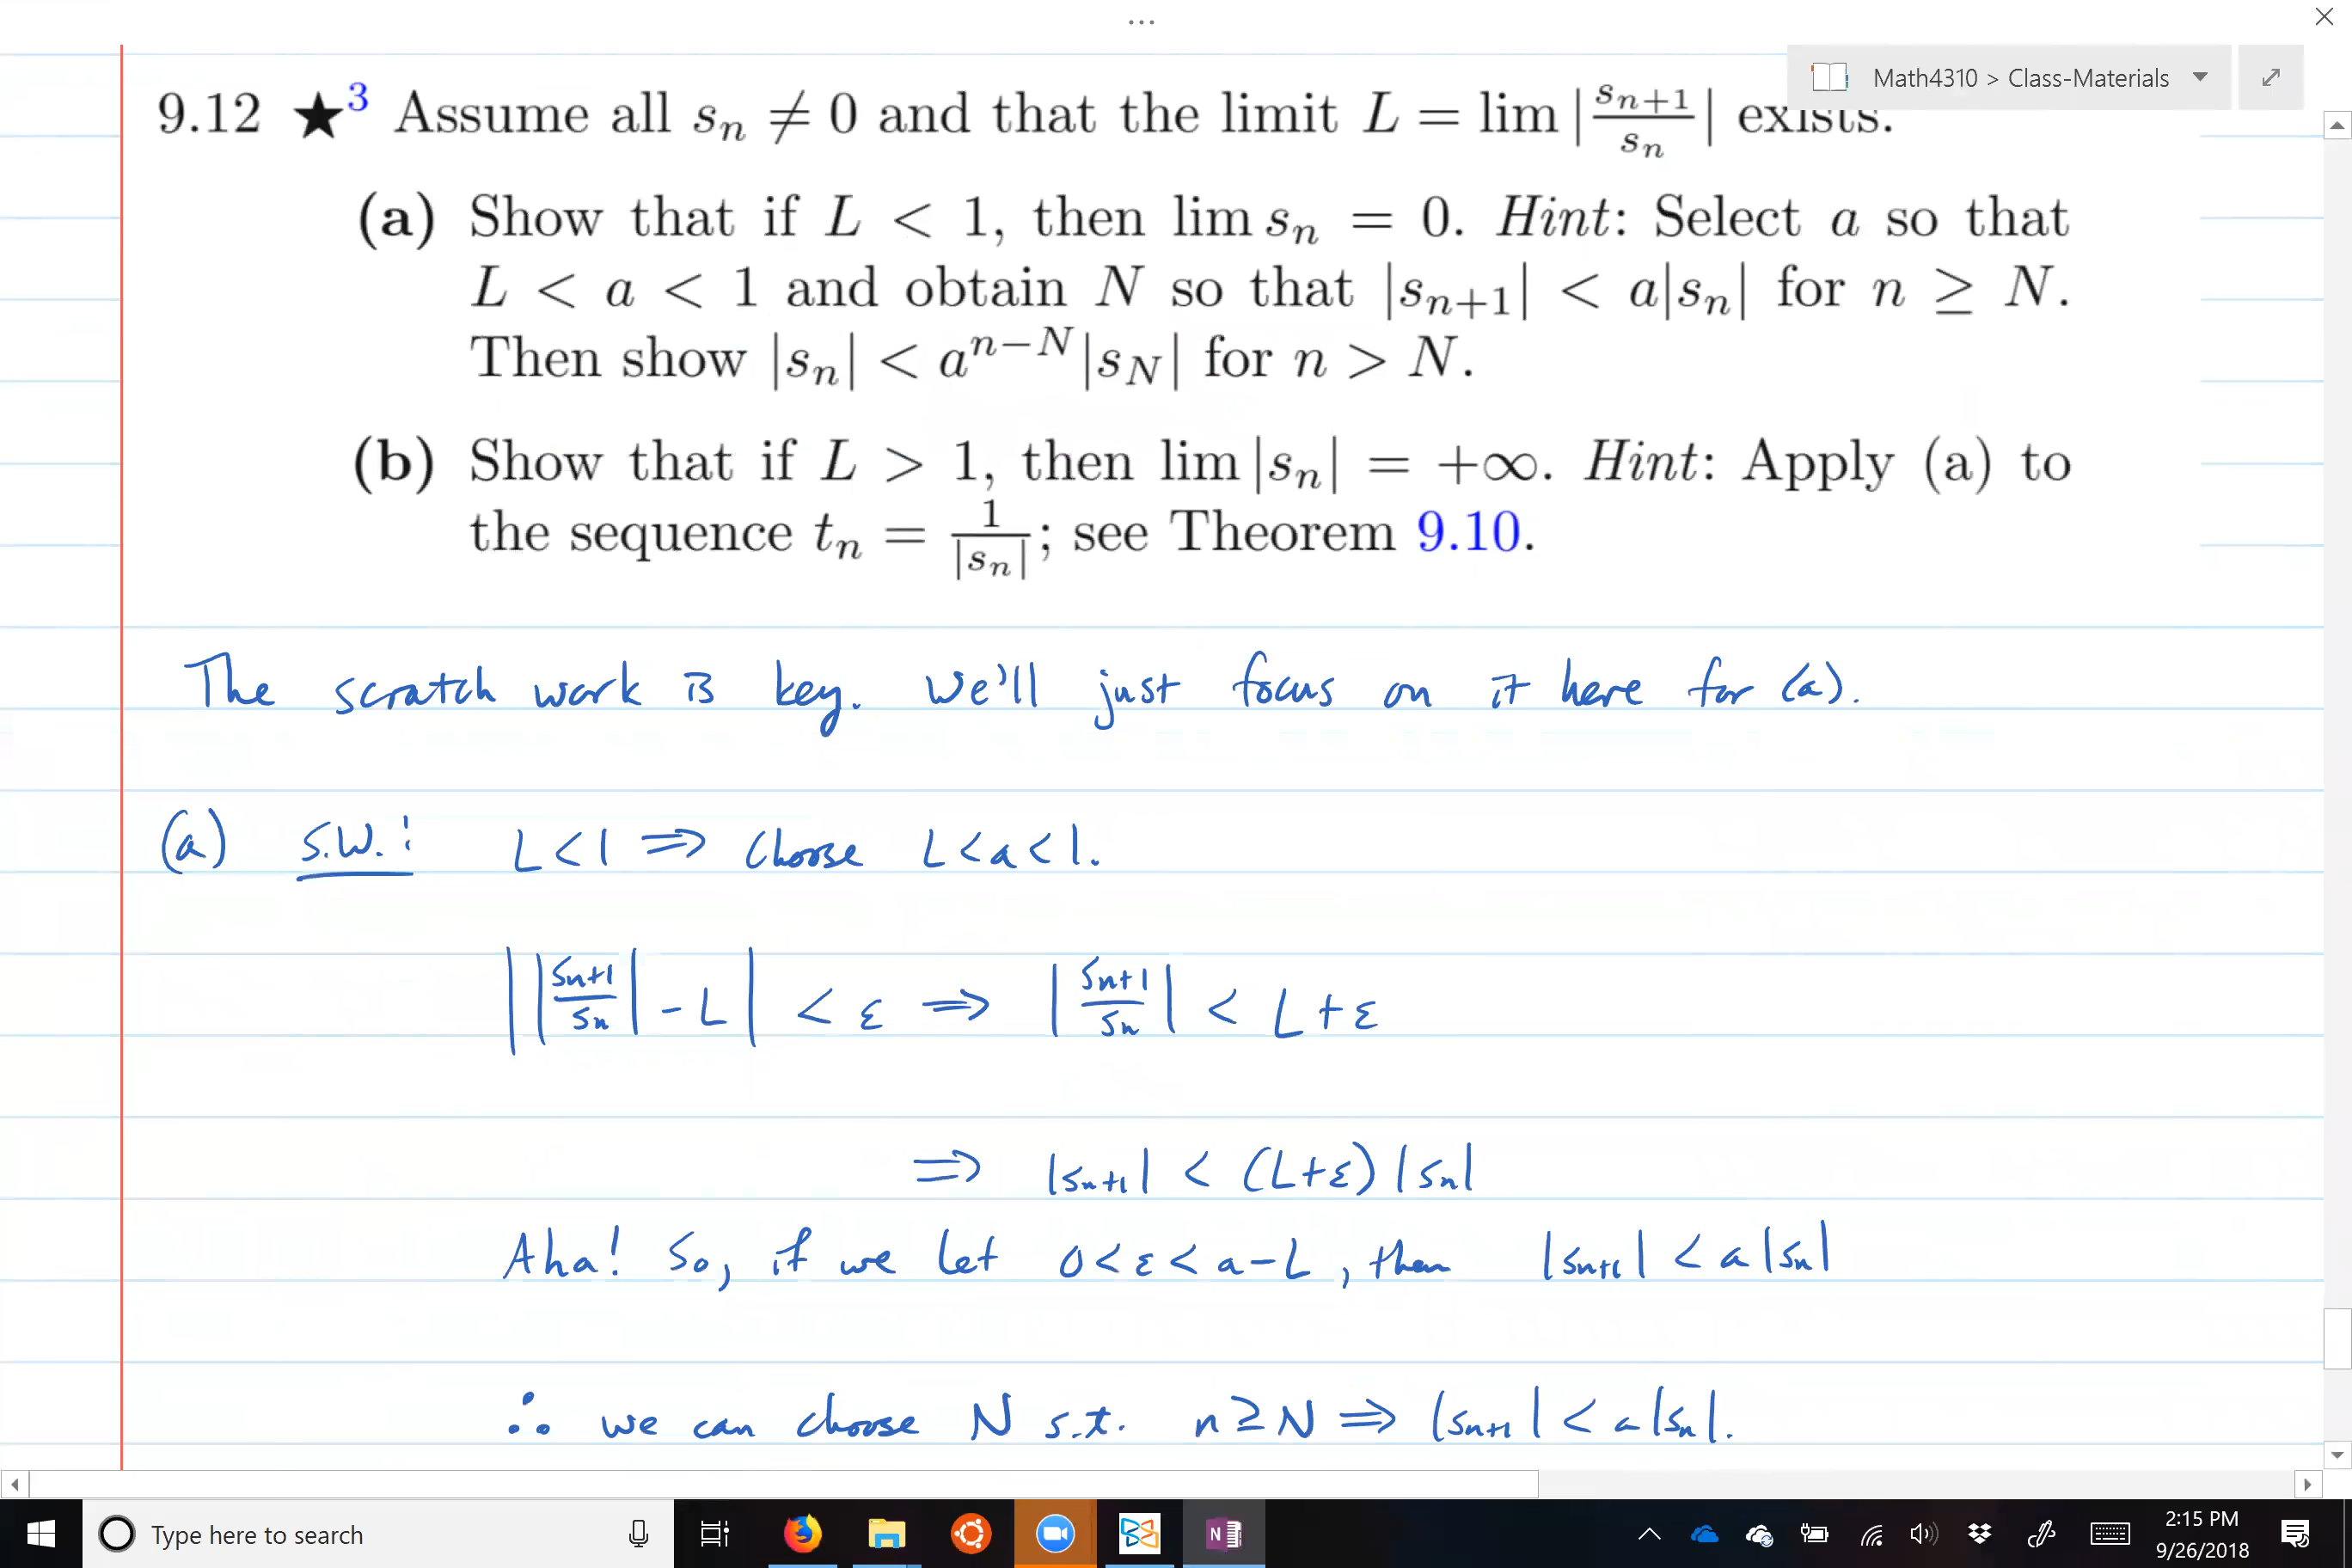 ...
Math4310 > Class-Materials
9.12 ★³ Assume all sₙ ≠ 0 and that the limit L = lim |sₙ₊₁/sₙ| exists.
(a) Show that if L < 1, then lim sₙ = 0. Hint: Select a so that
L < a < 1 and obtain N so that |sₙ₊₁| < a|sₙ| for n ≥ N.
Then show |sₙ| < aⁿ⁻ᴺ|s_N| for n > N.
(b) Show that if L > 1, then lim |sₙ| = +∞. Hint: Apply (a) to
the sequence tₙ = 1/|sₙ|; see Theorem 9.10.
The scratch work is key. We'll just focus on it here for (a).
(a) S.W.: L<1 ⇒ Choose L<a<1.
||sₙ₊₁/sₙ| - L| < ε ⇒ |sₙ₊₁/sₙ| < L+ε
⇒ |sₙ₊₁| < (L+ε)|sₙ|
Aha! So, if we let 0<ε<a-L, then |sₙ₊₁| < a|sₙ|
∴ we can choose N s.t. n≥N ⇒ |sₙ₊₁| < a|sₙ|.
Type here to search
2:15 PM
9/26/2018